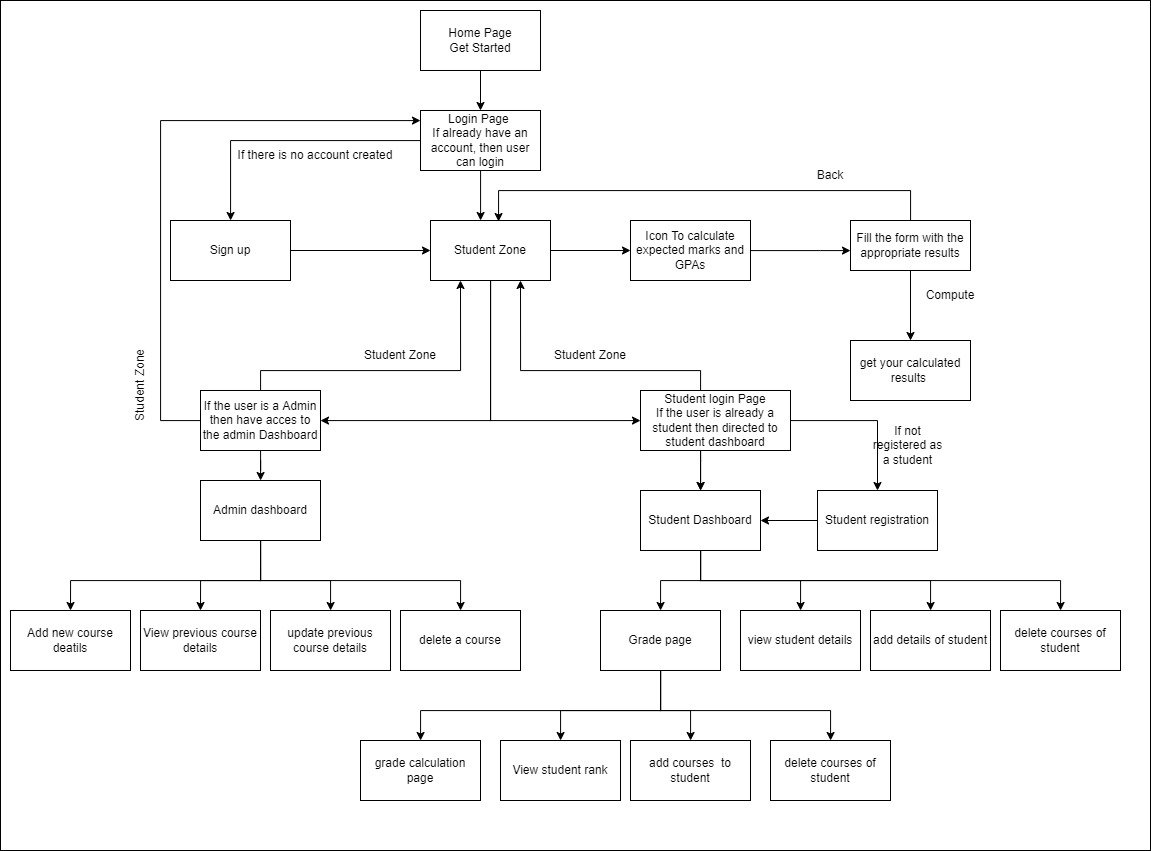 Home Page
Get Started
Login Page
If already have an
account, then user
can login
If there is no account created
Back
Sign up
Student Zone
Icon To calculate
expected marks and
GPAs
Fill the form with the
appropriate results
Compute
get your calculated
results
Student Zone
Student Zone
Student Zone
If the user is a Admin
then have acces to
the admin Dashboard
Student login Page
If the user is already a
student then directed to
student dashboard
If not
registered as
a student
Admin dashboard
Student Dashboard
Student registration
Add new course
deatils
View previous course
details
update previous
course details
delete a course
Grade page
view student details
add details of student
delete courses of
student
grade calculation
page
View student rank
add courses  to
student
delete courses of
student